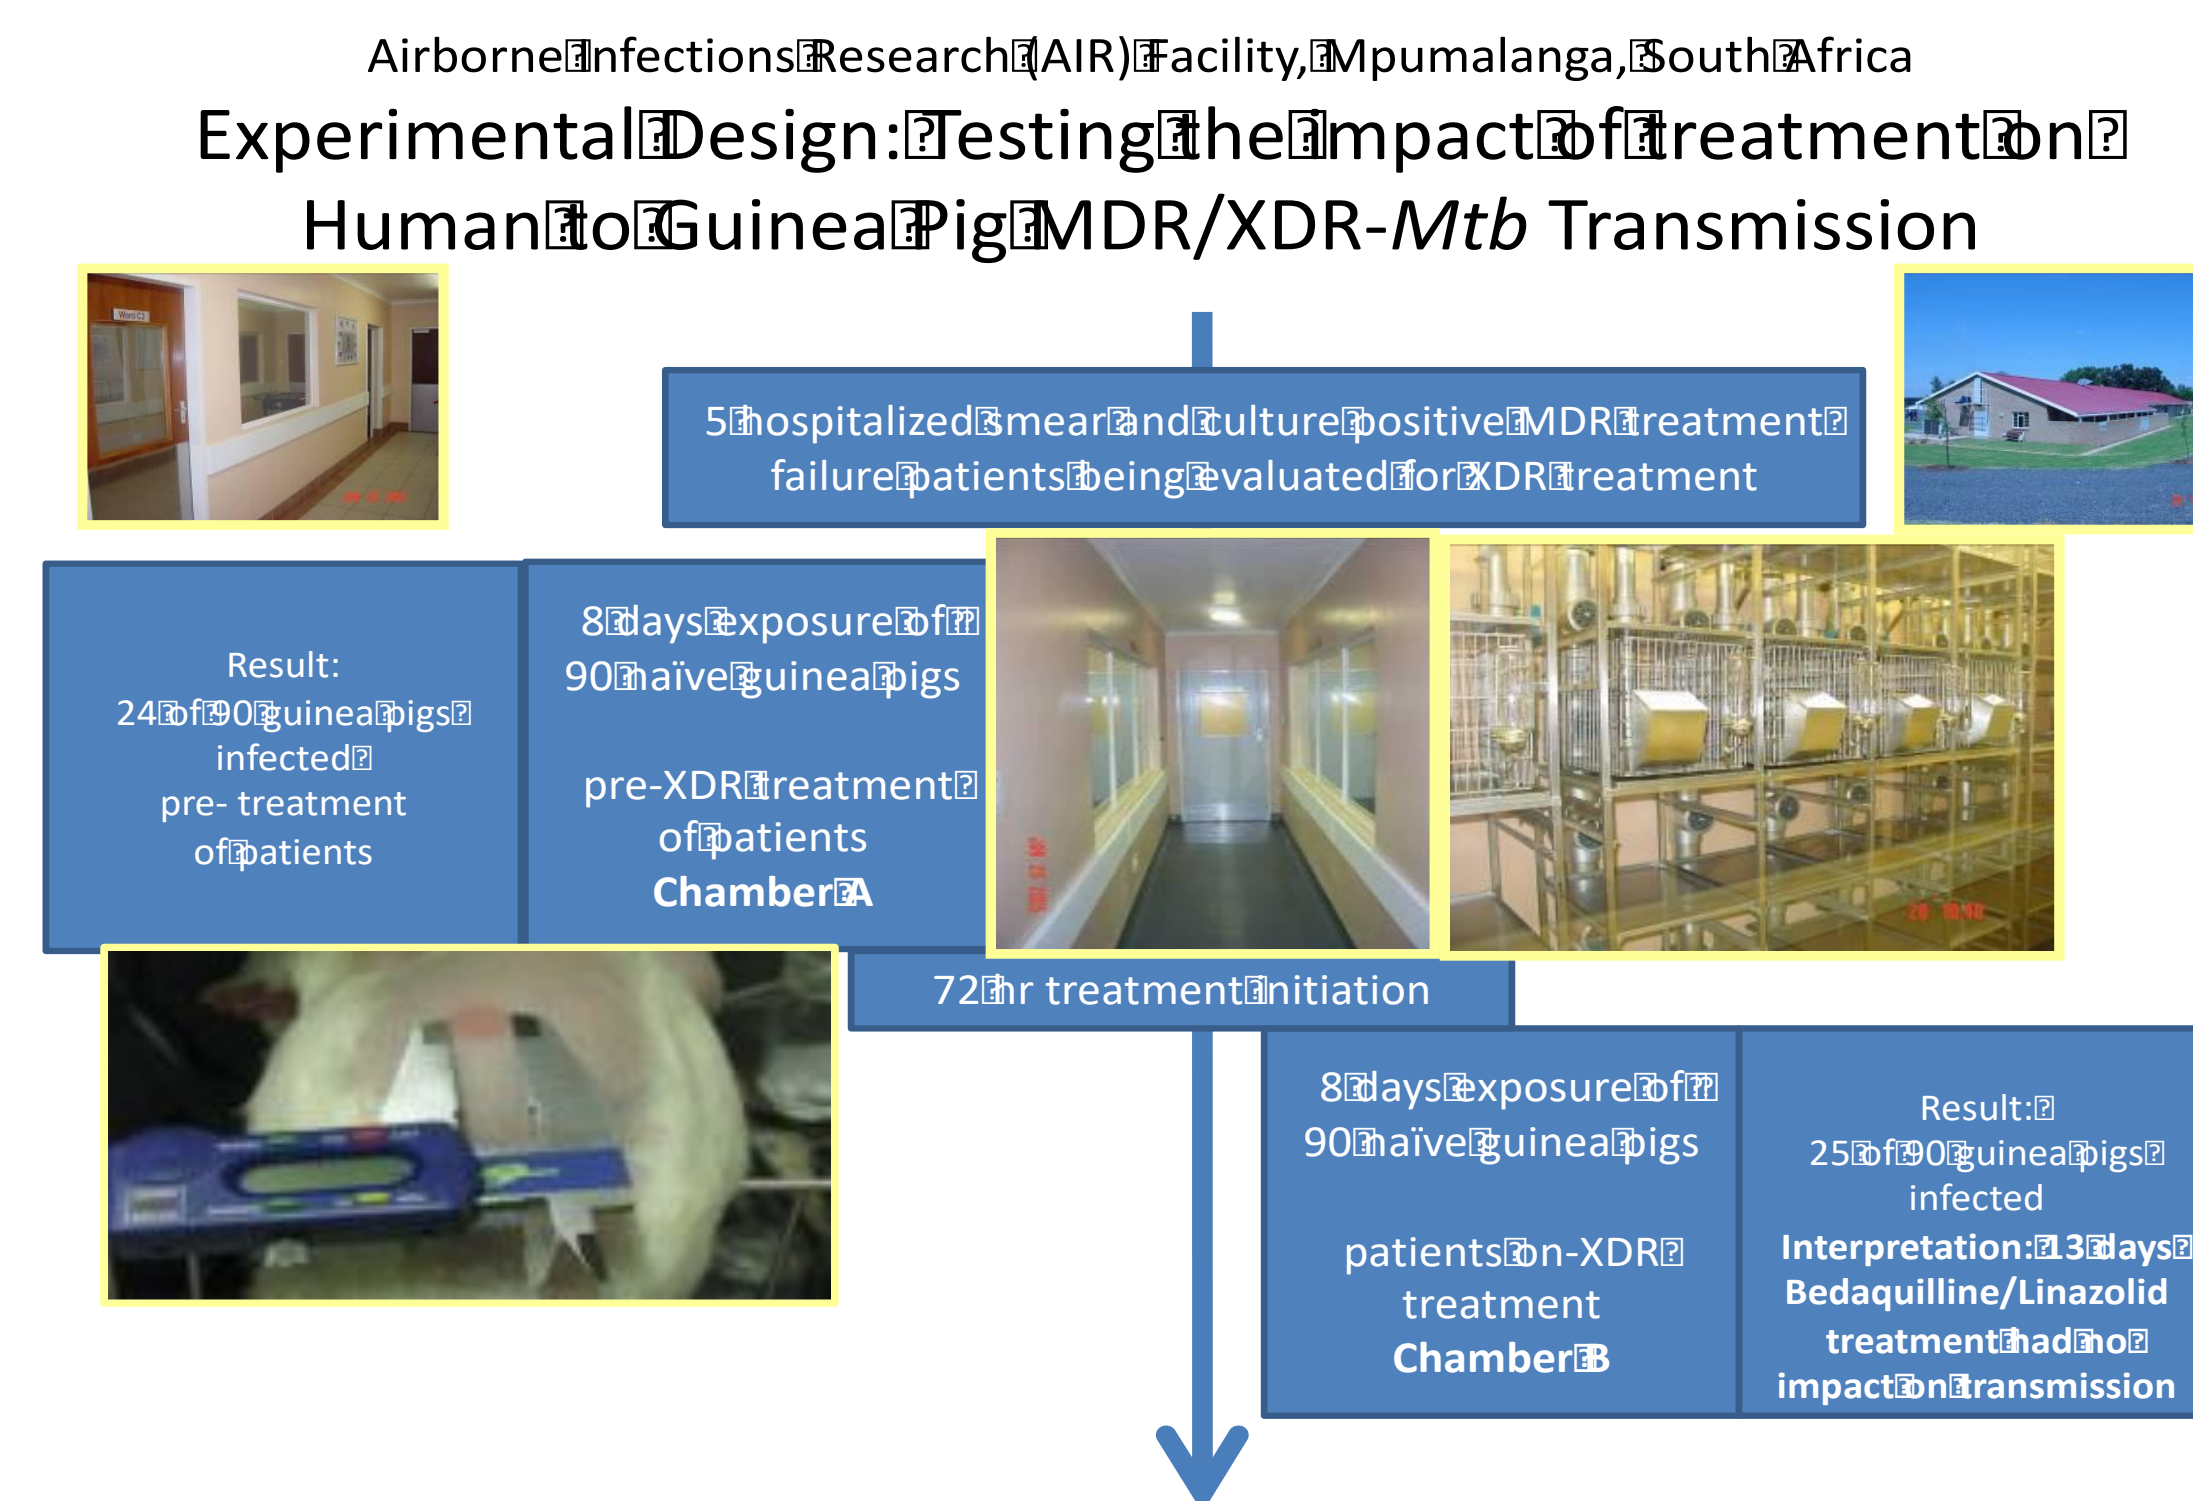 Airborne Infections Research (AIR) Facility, Mpumalanga, South Africa
Experimental Design: Testing the impact of treatment on
Human to Guinea Pig MDR/XDR-Mtb Transmission
Ward C3
5 hospitalized smear and culture positive MDR treatment
failure patients being evaluated for XDR treatment
Result:
24 of 90 guinea pigs
infected
pre- treatment
of patients
8 days exposure of
90 naïve guinea pigs
pre-XDR treatment
of patients
Chamber A
72 hr treatment initiation
8 days exposure of
90 naïve guinea pigs
patients on-XDR
treatment
Chamber B
Result:
25 of 90 guinea pigs
infected
Interpretation: 13 days
Bedaquilline/Linazolid
treatment had no
impact on transmission